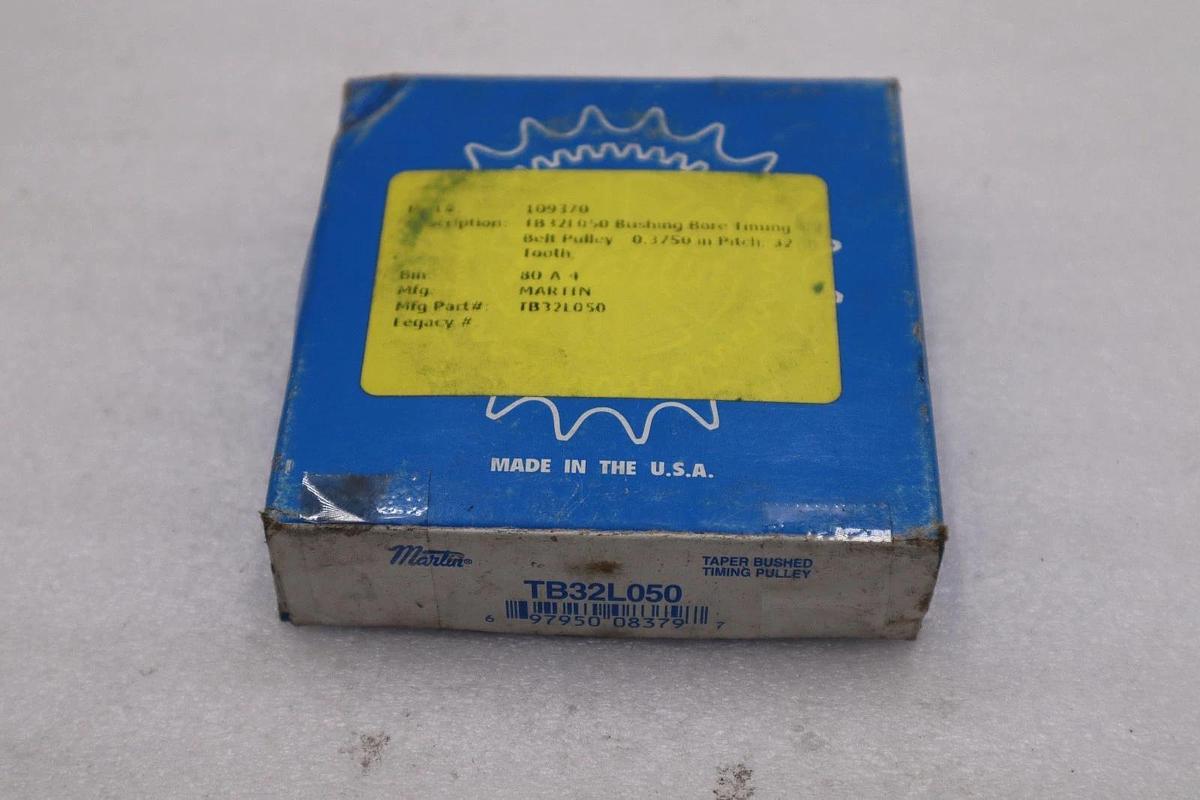 109370
TB32L050 Bushing Bore Timing
Belt Pulley 0.3750 in Pitch, 32
Tooth,
Bin: 80 A 4
Mfg: MARTIN
Mfg Part#: TB32L050
Legacy #
MADE IN THE U.S.A.
Martin® TAPER BUSHED
TIMING PULLEY
TB32L050
6 97950 08379 7